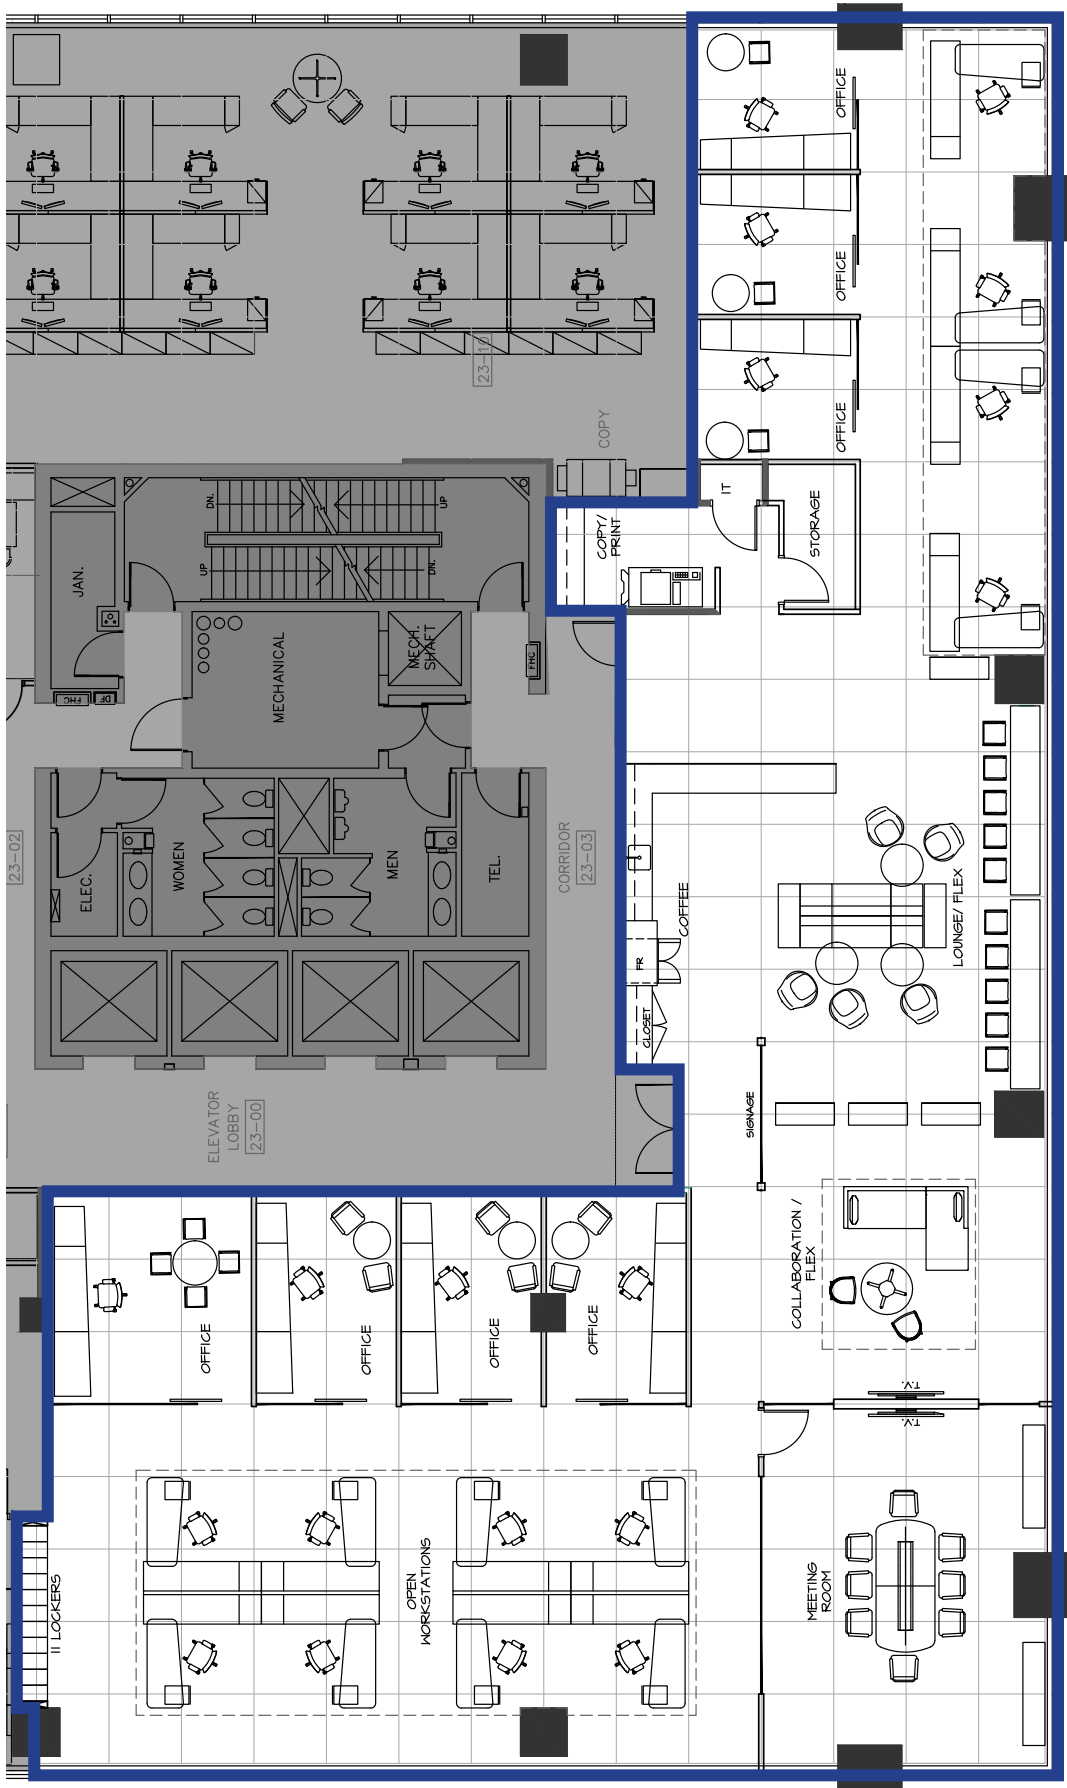 OFFICE
OFFICE
23-10
OFFICE
COPY
IT
STORAGE
COPY/
PRINT
DN.
UP
UP
DN.
JAN.
MECHANICAL
MECH.
SHAFT
FHC
FHC
DF
23-02
ELEC.
WOMEN
MEN
TEL.
CORRIDOR
23-03
COFFEE
FR
CLOSET
LOUNGE/ FLEX
ELEVATOR
LOBBY
23-00
SIGNAGE
COLLABORATION /
FLEX
OFFICE
OFFICE
OFFICE
OFFICE
T.V.
T.V.
11 LOCKERS
OPEN
WORKSTATIONS
MEETING
ROOM